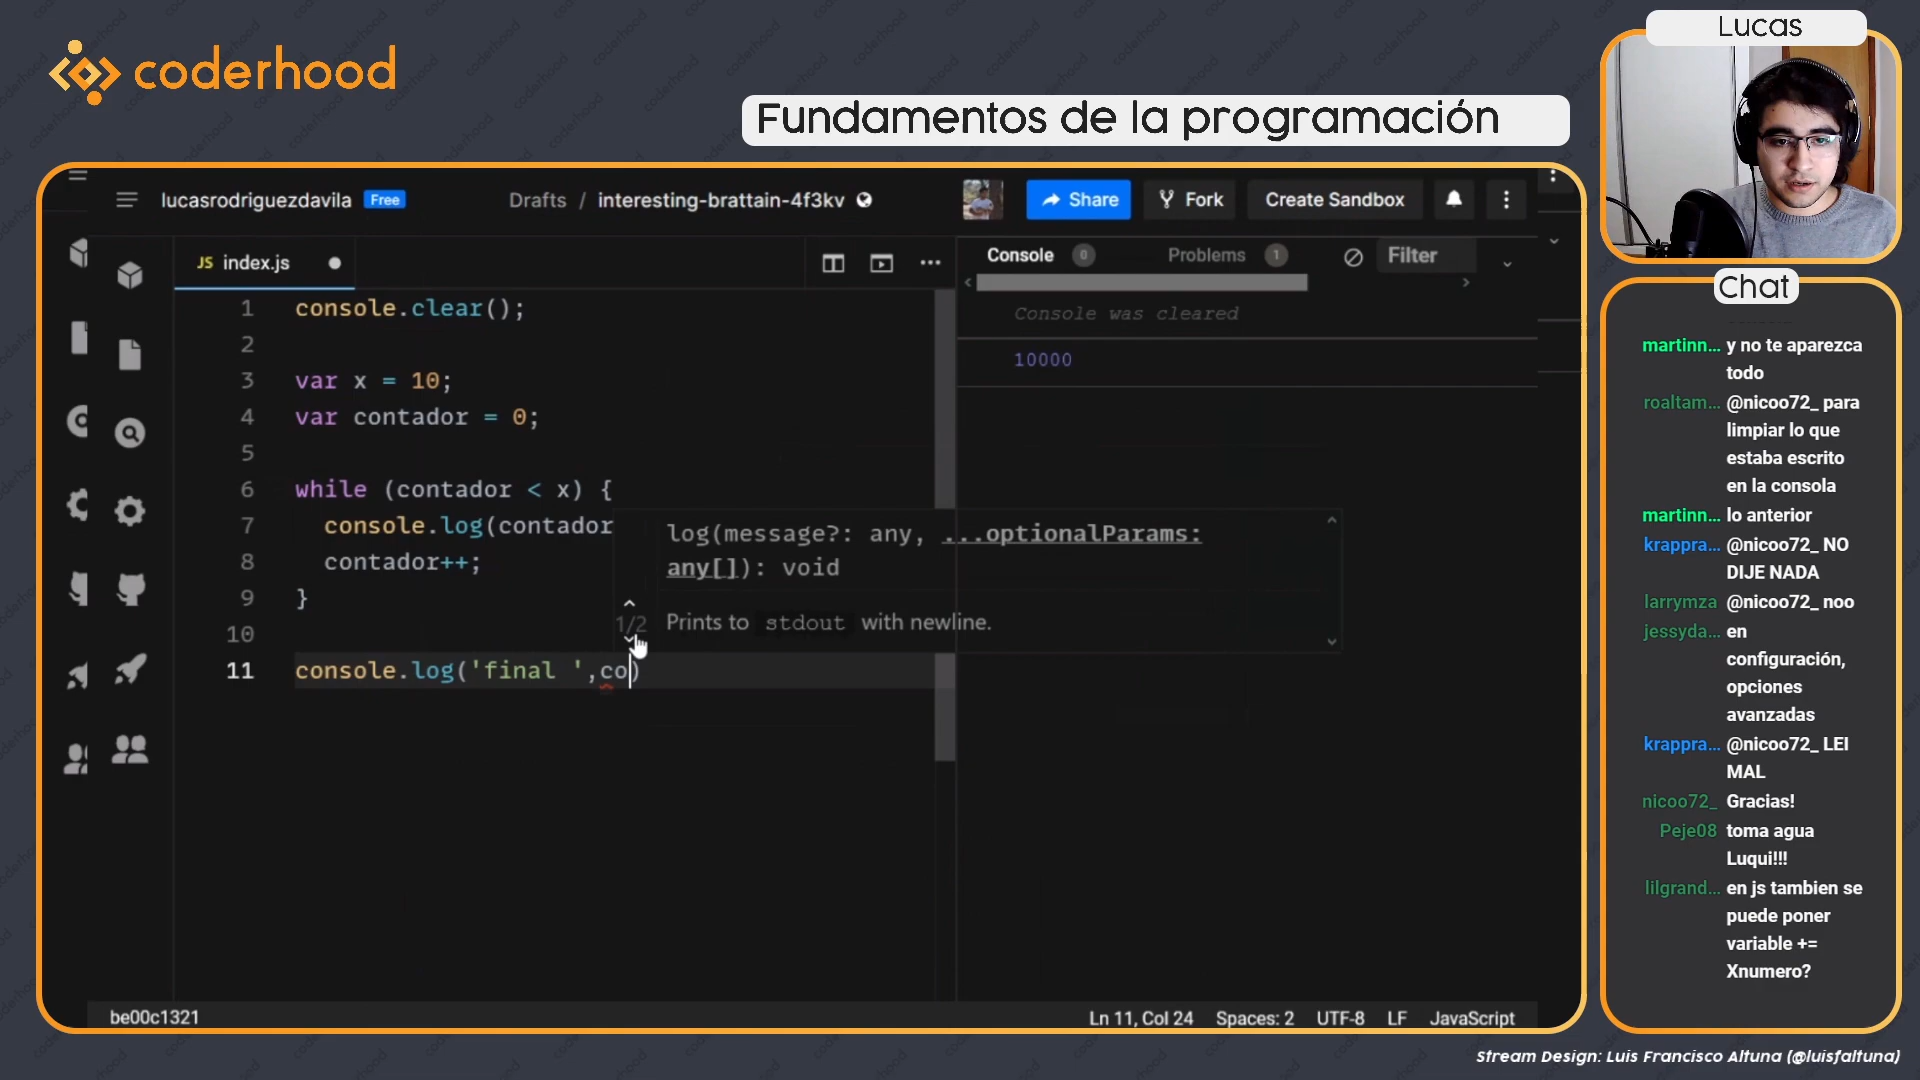 coderhood
Fundamentos de la programación
Lucas
lucasrodriguezdavila Free
Drafts / interesting-brattain-4f3kv
Share
Fork
Create Sandbox
JS index.js
Console 0
Problems 1
Filter
1 console.clear();
2
3 var x = 10;
4 var contador = 0;
5
6 while (contador < x) {
7 console.log(contador
8 contador++;
9 }
10
11 console.log('final ',co)
log(message?: any, ...optionalParams:
any[]): void
1/2
Prints to stdout with newline.
Console was cleared
10000
be00c1321
Ln 11, Col 24 Spaces: 2 UTF-8 LF JavaScript
Chat
martinn... y no te aparezca
todo
roaltam... @nicoo72_ para
limpiar lo que
estaba escrito
en la consola
martinn... lo anterior
krappra... @nicoo72_ NO
DIJE NADA
larrymza @nicoo72_ noo
jessyda... en
configuración,
opciones
avanzadas
krappra... @nicoo72_ LEI
MAL
nicoo72_ Gracias!
Peje08 toma agua
Luqui!!!
lilgrand... en js tambien se
puede poner
variable +=
Xnumero?
Stream Design: Luis Francisco Altuna (@luisfaltuna)